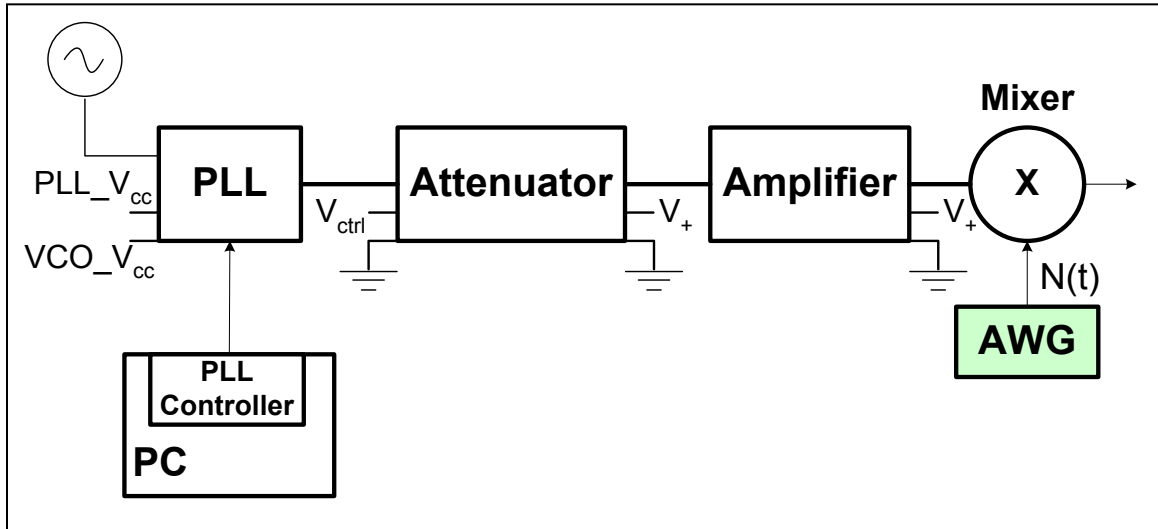 Mixer
PLL_Vcc
PLL
Attenuator
Amplifier
X
Vctrl
V+
V+
VCO_Vcc
N(t)
AWG
PLL
Controller
PC